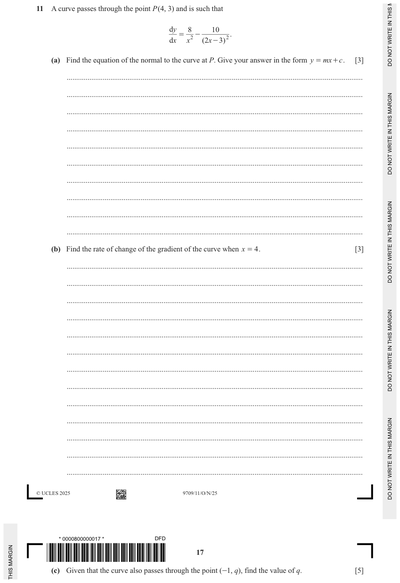 DO NOT WRITE IN THIS MARGIN
11 A curve passes through the point P(4, 3) and is such that
dy/dx = 8/x² − 10/(2x−3)².
(a) Find the equation of the normal to the curve at P. Give your answer in the form y = mx+c. [3]
DO NOT WRITE IN THIS MARGIN
(b) Find the rate of change of the gradient of the curve when x = 4. [3]
DO NOT WRITE IN THIS MARGIN
DO NOT WRITE IN THIS MARGIN
DO NOT WRITE IN THIS MARGIN
© UCLES 2025 9709/11/O/N/25
THIS MARGIN
* 0000800000017 * DFD
17
(c) Given that the curve also passes through the point (−1, q), find the value of q. [5]